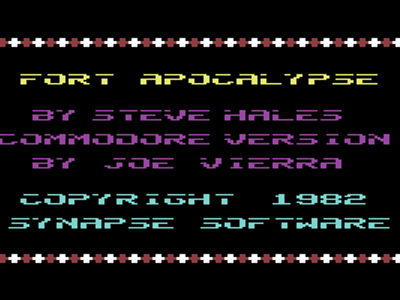 FORT APOCALYPSE
BY STEVE HALES
COMMODORE VERSION
BY JOE VIERRA
COPYRIGHT 1982
SYNAPSE SOFTWARE